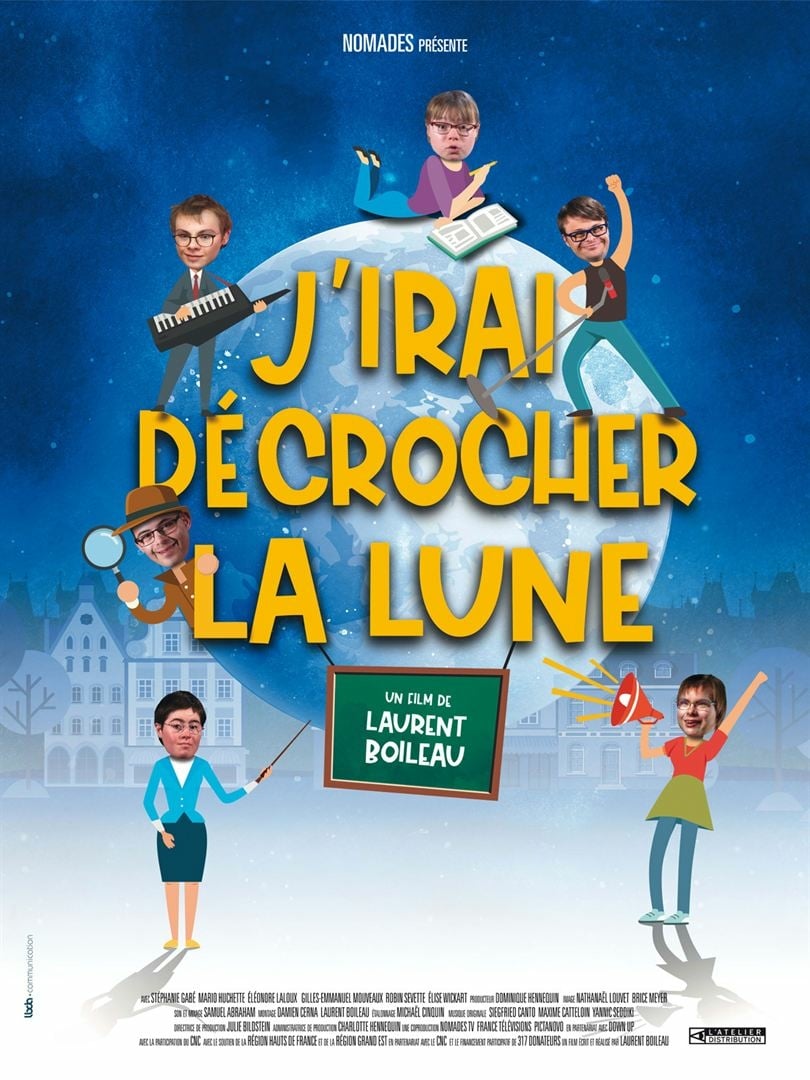 NOMADES PRÉSENTE
J'IRAI
DÉCROCHER
LA LUNE
UN FILM DE
LAURENT
BOILEAU
AVEC STÉPHANIE GABÉ MARIO HUCHETTE ÉLÉONORE LALOUX GILLES-EMMANUEL MOUVEAUX ROBIN SEVETTE ÉLISE WICKART PRODUCTEUR DOMINIQUE HENNEQUIN IMAGE NATHANAËL LOUVET BRICE MEYER
SON ET MIXAGE SAMUEL ABRAHAM MONTAGE DAMIEN CERNA LAURENT BOILEAU ÉTALONNAGE MICHAËL CINQUIN MUSIQUE ORIGINALE SIEGFRIED CANTO MAXIME CATTELOIN YANNIC SEDDIKI
DIRECTRICE DE PRODUCTION JULIE BILDSTEIN ADMINISTRATRICE DE PRODUCTION CHARLOTTE HENNEQUIN UNE COPRODUCTION NOMADES TV FRANCE TÉLÉVISIONS PICTANOVO EN PARTENARIAT AVEC DOWN UP
AVEC LA PARTICIPATION DU CNC AVEC LE SOUTIEN DE LA RÉGION HAUTS DE FRANCE ET DE LA RÉGION GRAND EST EN PARTENARIAT AVEC LE CNC ET LE FINANCEMENT PARTICIPATIF DE 317 DONATEURS UN FILM ÉCRIT ET RÉALISÉ PAR LAURENT BOILEAU
L'ATELIER
DISTRIBUTION
communication